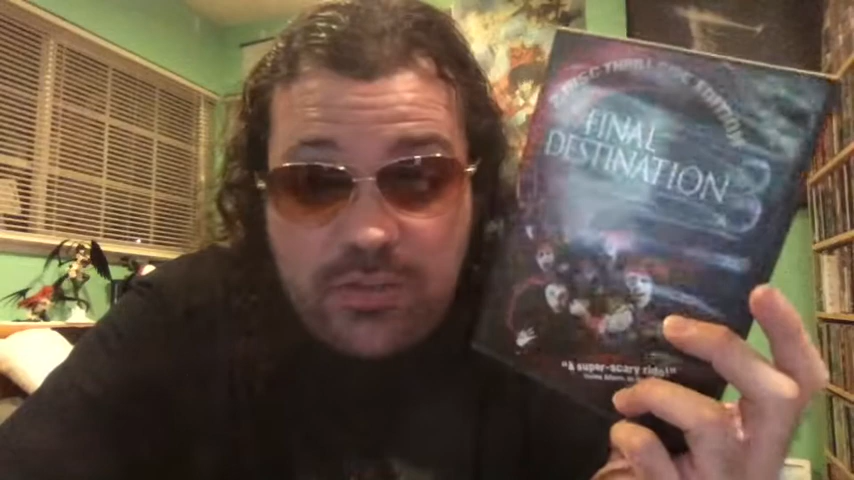 2-DISC THRILL RIDE EDITION
FINAL
DESTINATION 3
"A super-scary ride!"